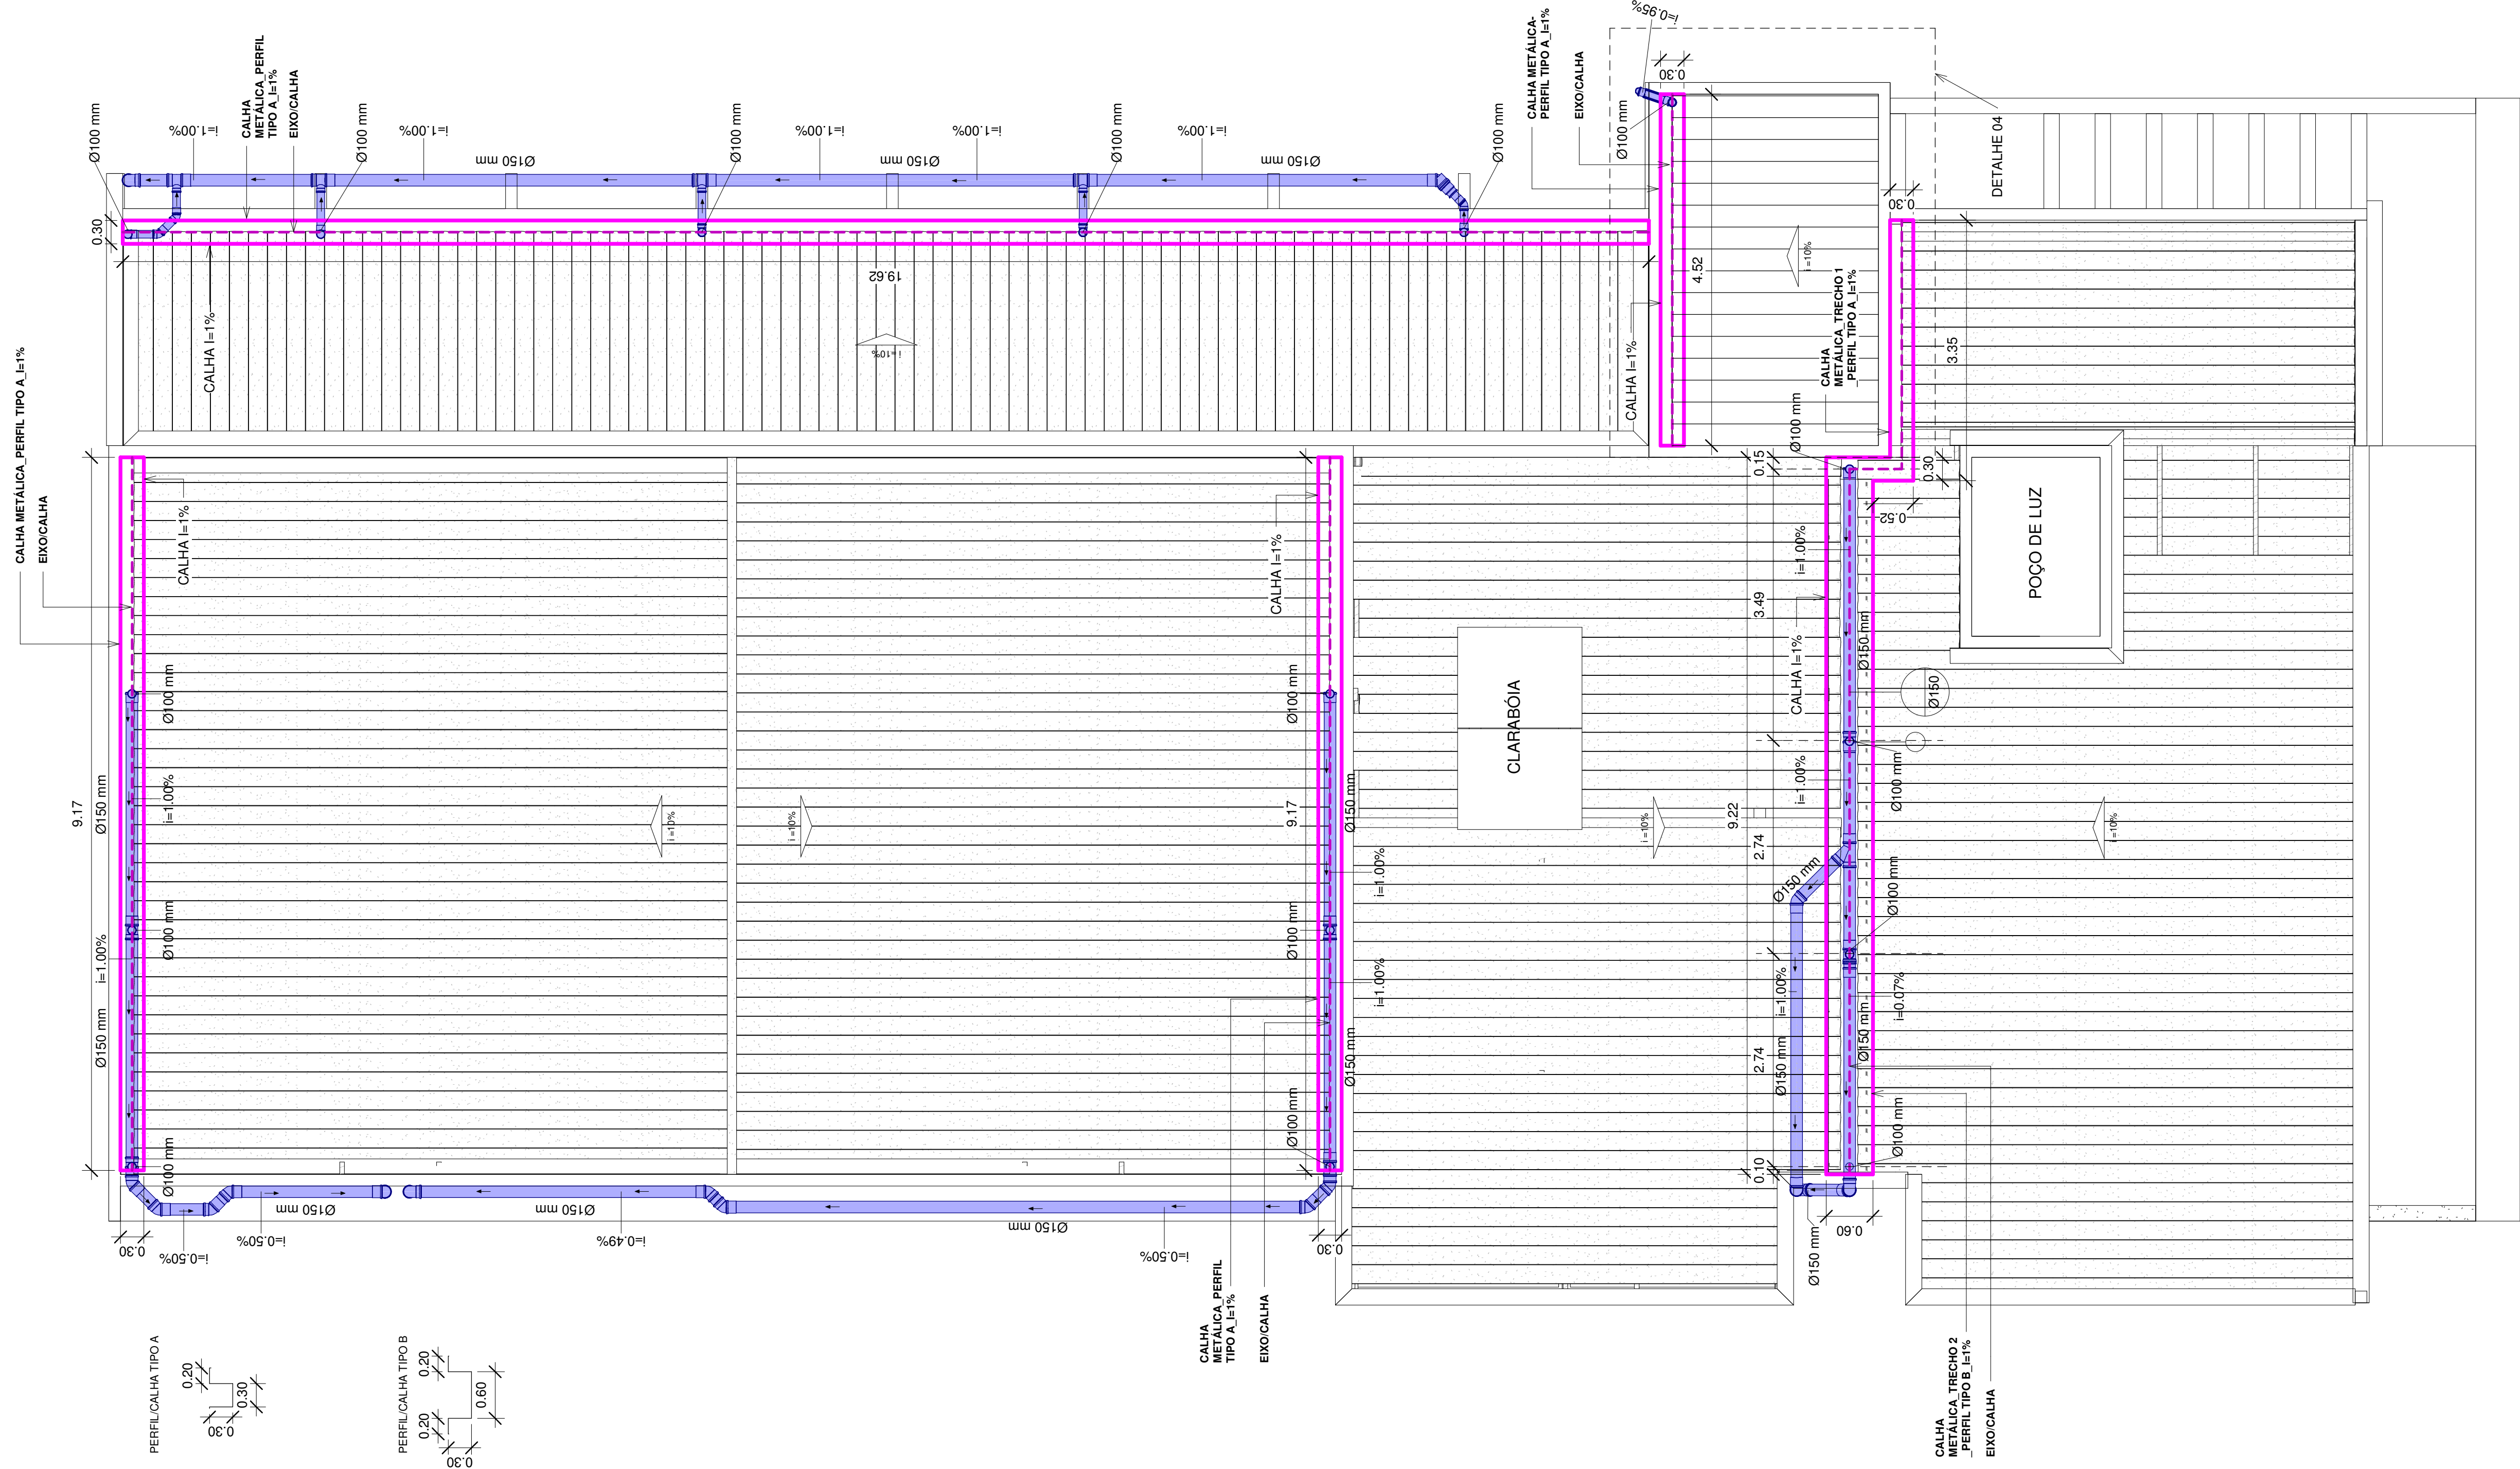 CALHA METÁLICA_PERFIL TIPO A_I=1%
EIXO/CALHA
CALHA
METÁLICA_PERFIL
TIPO A_I=1%
EIXO/CALHA
Ø100 mm
i=1.00%
Ø100 mm
i=1.00%
Ø150 mm
Ø100 mm
i=1.00%
Ø150 mm
i=1.00%
Ø100 mm
i=1.00%
Ø150 mm
Ø100 mm
0.30
CALHA I=1%
i=10%
19.62
CALHA METÁLICA-
PERFIL TIPO A_I=1%
EIXO/CALHA
i=0.95%
0.30
Ø100 mm
4.52
CALHA I=1%
i=10%
DETALHE 04
0.30
CALHA
METÁLICA_TRECHO 1
_PERFIL TIPO A_I=1%
3.35
Ø100 mm
0.15
0.30
0.52
POÇO DE LUZ
9.17
CALHA I=1%
Ø100 mm
Ø150 mm
i=1.00%
Ø100 mm
i=1.00%
Ø150 mm
Ø100 mm
i=10%
i=10%
CALHA I=1%
Ø100 mm
9.17
Ø150 mm
i=1.00%
Ø100 mm
i=1.00%
Ø150 mm
Ø100 mm
CLARABÓIA
i=10%
9.22
i=1.00%
3.49
CALHA I=1%
Ø150 mm
Ø150
i=1.00%
Ø100 mm
2.74
Ø150 mm
Ø100 mm
i=1.00%
i=0.07%
2.74
Ø150 mm
Ø150 mm
Ø100 mm
0.10
i=10%
Ø150 mm
0.60
0.30
i=0.50%
i=0.50%
Ø150 mm
Ø150 mm
i=0.49%
Ø150 mm
i=0.50%
0.30
CALHA
METÁLICA_PERFIL
TIPO A_I=1%
EIXO/CALHA
CALHA
METÁLICA_TRECHO 2
_PERFIL TIPO B_I=1%
EIXO/CALHA
PERFIL/CALHA TIPO A
0.20
0.30
0.30
PERFIL/CALHA TIPO B
0.20
0.20
0.60
0.30